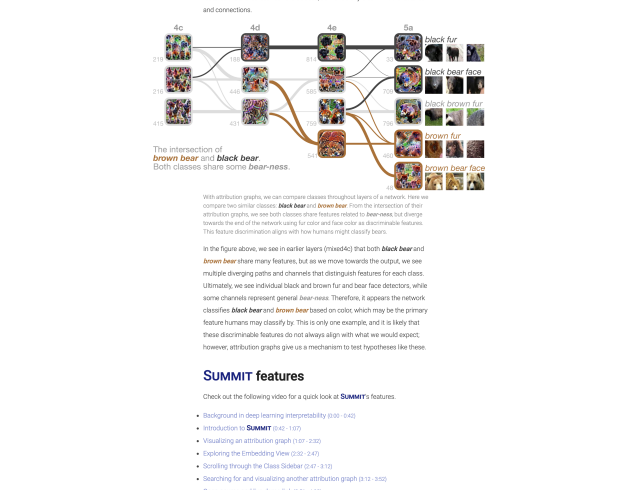 and connections.
4c 4d 4e 5a
black fur
black bear face
black brown fur
brown fur
brown bear face
The intersection of
brown bear and black bear.
Both classes share some bear-ness.
With attribution graphs, we can compare classes throughout layers of a network. Here we
compare two similar classes: black bear and brown bear. From the intersection of their
attribution graphs, we see both classes share features related to bear-ness, but diverge
towards the end of the network using fur color and face color as discriminable features.
This feature discrimination aligns with how humans might classify bears.
In the figure above, we see in earlier layers (mixed4c) that both black bear and
brown bear share many features, but as we move towards the output, we see
multiple diverging paths and channels that distinguish features for each class.
Ultimately, we see individual black and brown fur and bear face detectors, while
some channels represent general bear-ness. Therefore, it appears the network
classifies black bear and brown bear based on color, which may be the primary
feature humans may classify by. This is only one example, and it is likely that
these discriminable features do not always align with what we would expect;
however, attribution graphs give us a mechanism to test hypotheses like these.
SUMMIT features
Check out the following video for a quick look at SUMMIT's features.
Background in deep learning interpretability (0:00 - 0:42)
Introduction to SUMMIT (0:42 - 1:07)
Visualizing an attribution graph (1:07 - 2:32)
Exploring the Embedding View (2:32 - 2:47)
Scrolling through the Class Sidebar (2:47 - 3:12)
Searching for and visualizing another attribution graph (3:12 - 3:52)